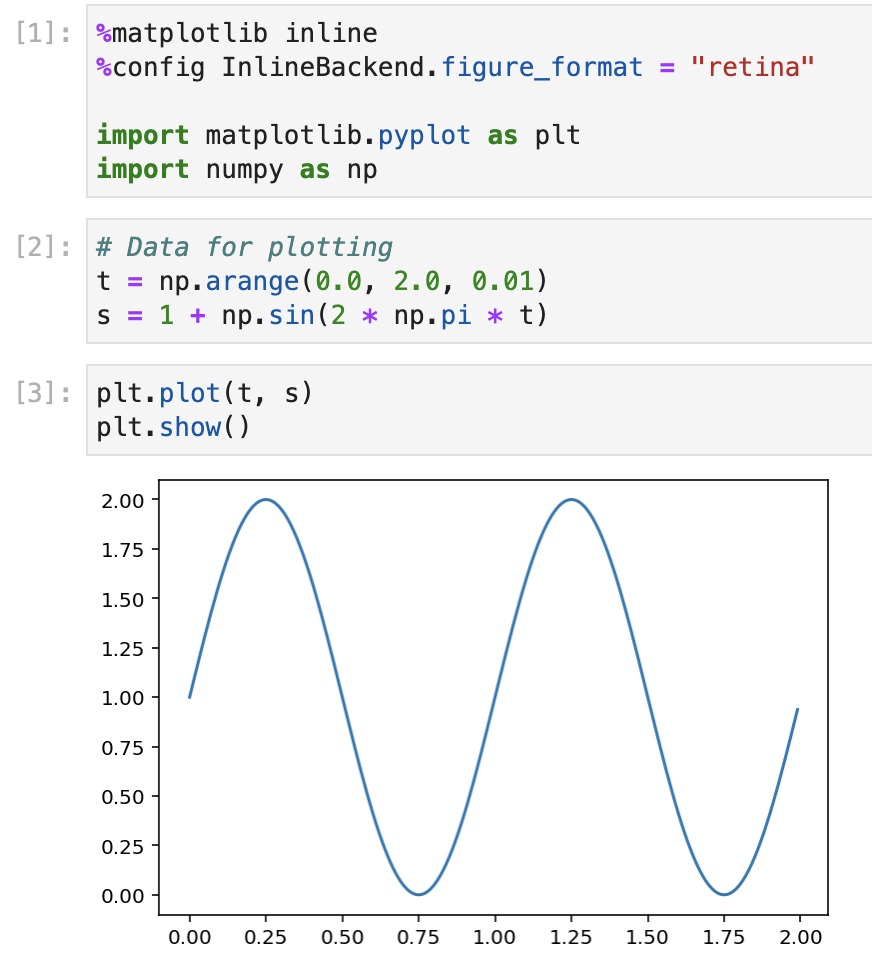 [1]: %matplotlib inline
%config InlineBackend.figure_format = "retina"
import matplotlib.pyplot as plt
import numpy as np
[2]: # Data for plotting
t = np.arange(0.0, 2.0, 0.01)
s = 1 + np.sin(2 * np.pi * t)
[3]: plt.plot(t, s)
plt.show()
2.00
1.75
1.50
1.25
1.00
0.75
0.50
0.25
0.00
0.00 0.25 0.50 0.75 1.00 1.25 1.50 1.75 2.00